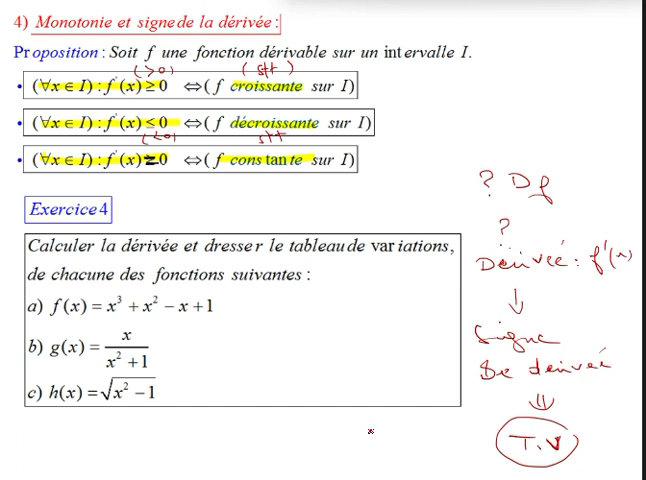 4) Monotonie et signe de la dérivée :
Proposition : Soit f une fonction dérivable sur un intervalle I.
(>0) (stt)
• (∀x ∈ I) : f'(x) ≥ 0 ⇔ ( f croissante sur I)
• (∀x ∈ I) : f'(x) ≤ 0 ⇔ ( f décroissante sur I)
(<0) stt
• (∀x ∈ I) : f'(x) = 0 ⇔ ( f constante sur I)
Exercice 4
Calculer la dérivée et dresser le tableau de variations,
de chacune des fonctions suivantes :
a) f(x) = x³ + x² − x + 1
b) g(x) = x / (x² + 1)
c) h(x) = √(x² − 1)
? Df
?
Dérivée : f'(x)
↓
Signe
De dérivée
⇓
T.V